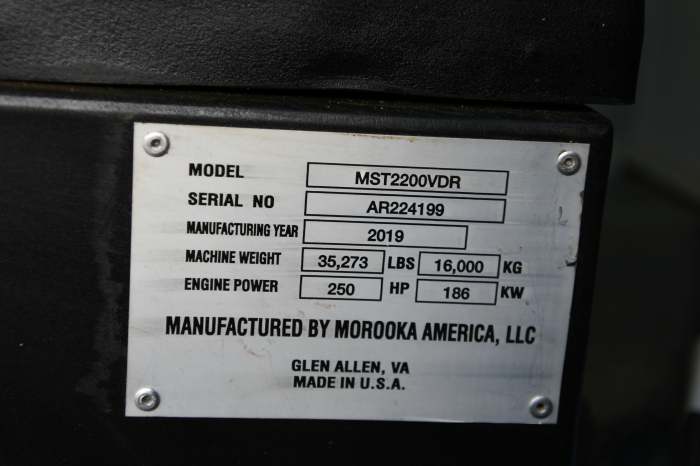 MODEL MST2200VDR
SERIAL NO AR224199
MANUFACTURING YEAR 2019
MACHINE WEIGHT 35,273 LBS 16,000 KG
ENGINE POWER 250 HP 186 KW
MANUFACTURED BY MOROOKA AMERICA, LLC
GLEN ALLEN, VA
MADE IN U.S.A.